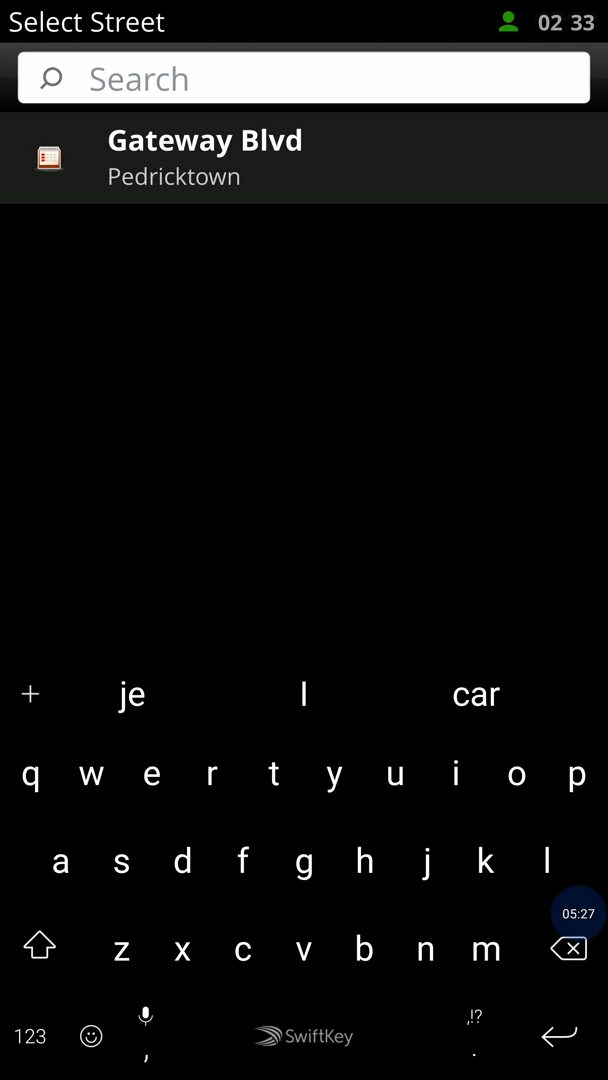 Select Street
02 33
Search
Gateway Blvd
Pedricktown
+ je I car
q w e r t y u i o p
a s d f g h j k l
05:27
z x c v b n m
,!?
123 , SwiftKey .